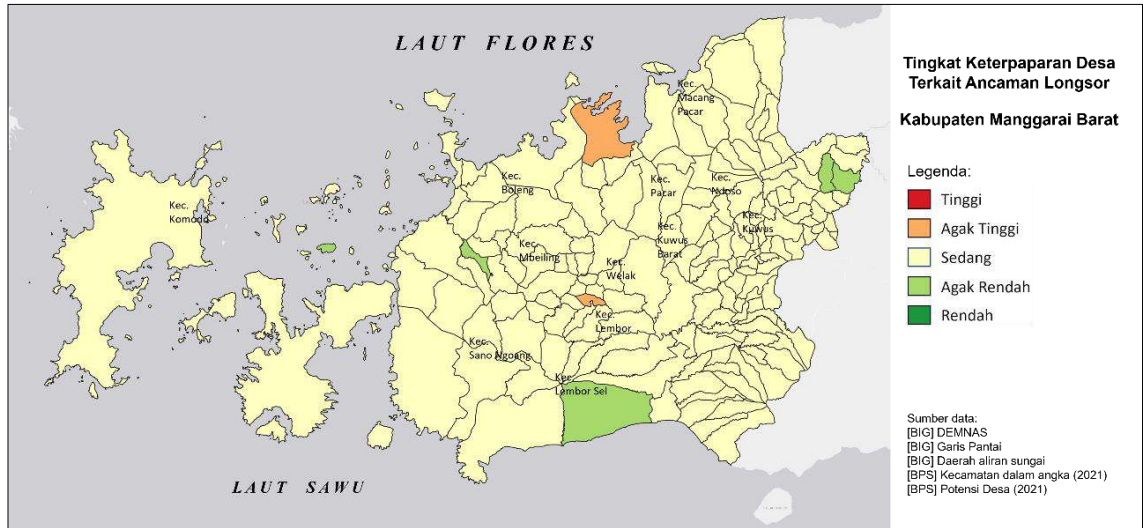 LAUT FLORES
Kec.
Macang
Pacar
Kec.
Boleng
Kec.
Pacar
Kec.
Ndoso
Kec.
Komodo
Kec.
Kuwus
Kec.
Kuwus
Barat
Kec.
Mbeiling
Kec.
Welak
Kec.
Lembor
Kec.
Sano Ngoang
Kec.
Lembor Sel
LAUT SAWU
Tingkat Keterpaparan Desa
Terkait Ancaman Longsor
Kabupaten Manggarai Barat
Legenda:
Tinggi
Agak Tinggi
Sedang
Agak Rendah
Rendah
Sumber data:
[BIG] DEMNAS
[BIG] Garis Pantai
[BIG] Daerah aliran sungai
[BPS] Kecamatan dalam angka (2021)
[BPS] Potensi Desa (2021)